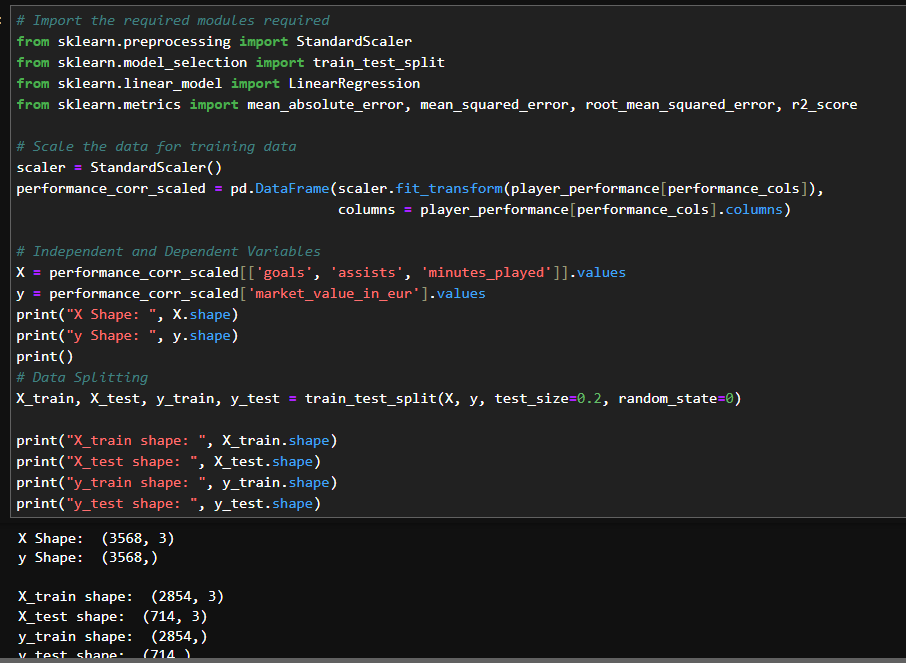 # Import the required modules required
from sklearn.preprocessing import StandardScaler
from sklearn.model_selection import train_test_split
from sklearn.linear_model import LinearRegression
from sklearn.metrics import mean_absolute_error, mean_squared_error, root_mean_squared_error, r2_score

# Scale the data for training data
scaler = StandardScaler()
performance_corr_scaled = pd.DataFrame(scaler.fit_transform(player_performance[performance_cols]),
                                       columns = player_performance[performance_cols].columns)

# Independent and Dependent Variables
X = performance_corr_scaled[['goals', 'assists', 'minutes_played']].values
y = performance_corr_scaled['market_value_in_eur'].values
print("X Shape: ", X.shape)
print("y Shape: ", y.shape)
print()
# Data Splitting
X_train, X_test, y_train, y_test = train_test_split(X, y, test_size=0.2, random_state=0)

print("X_train shape: ", X_train.shape)
print("X_test shape: ", X_test.shape)
print("y_train shape: ", y_train.shape)
print("y_test shape: ", y_test.shape)

X Shape:  (3568, 3)
y Shape:  (3568,)

X_train shape:  (2854, 3)
X_test shape:  (714, 3)
y_train shape:  (2854,)
y_test shape:  (714,)